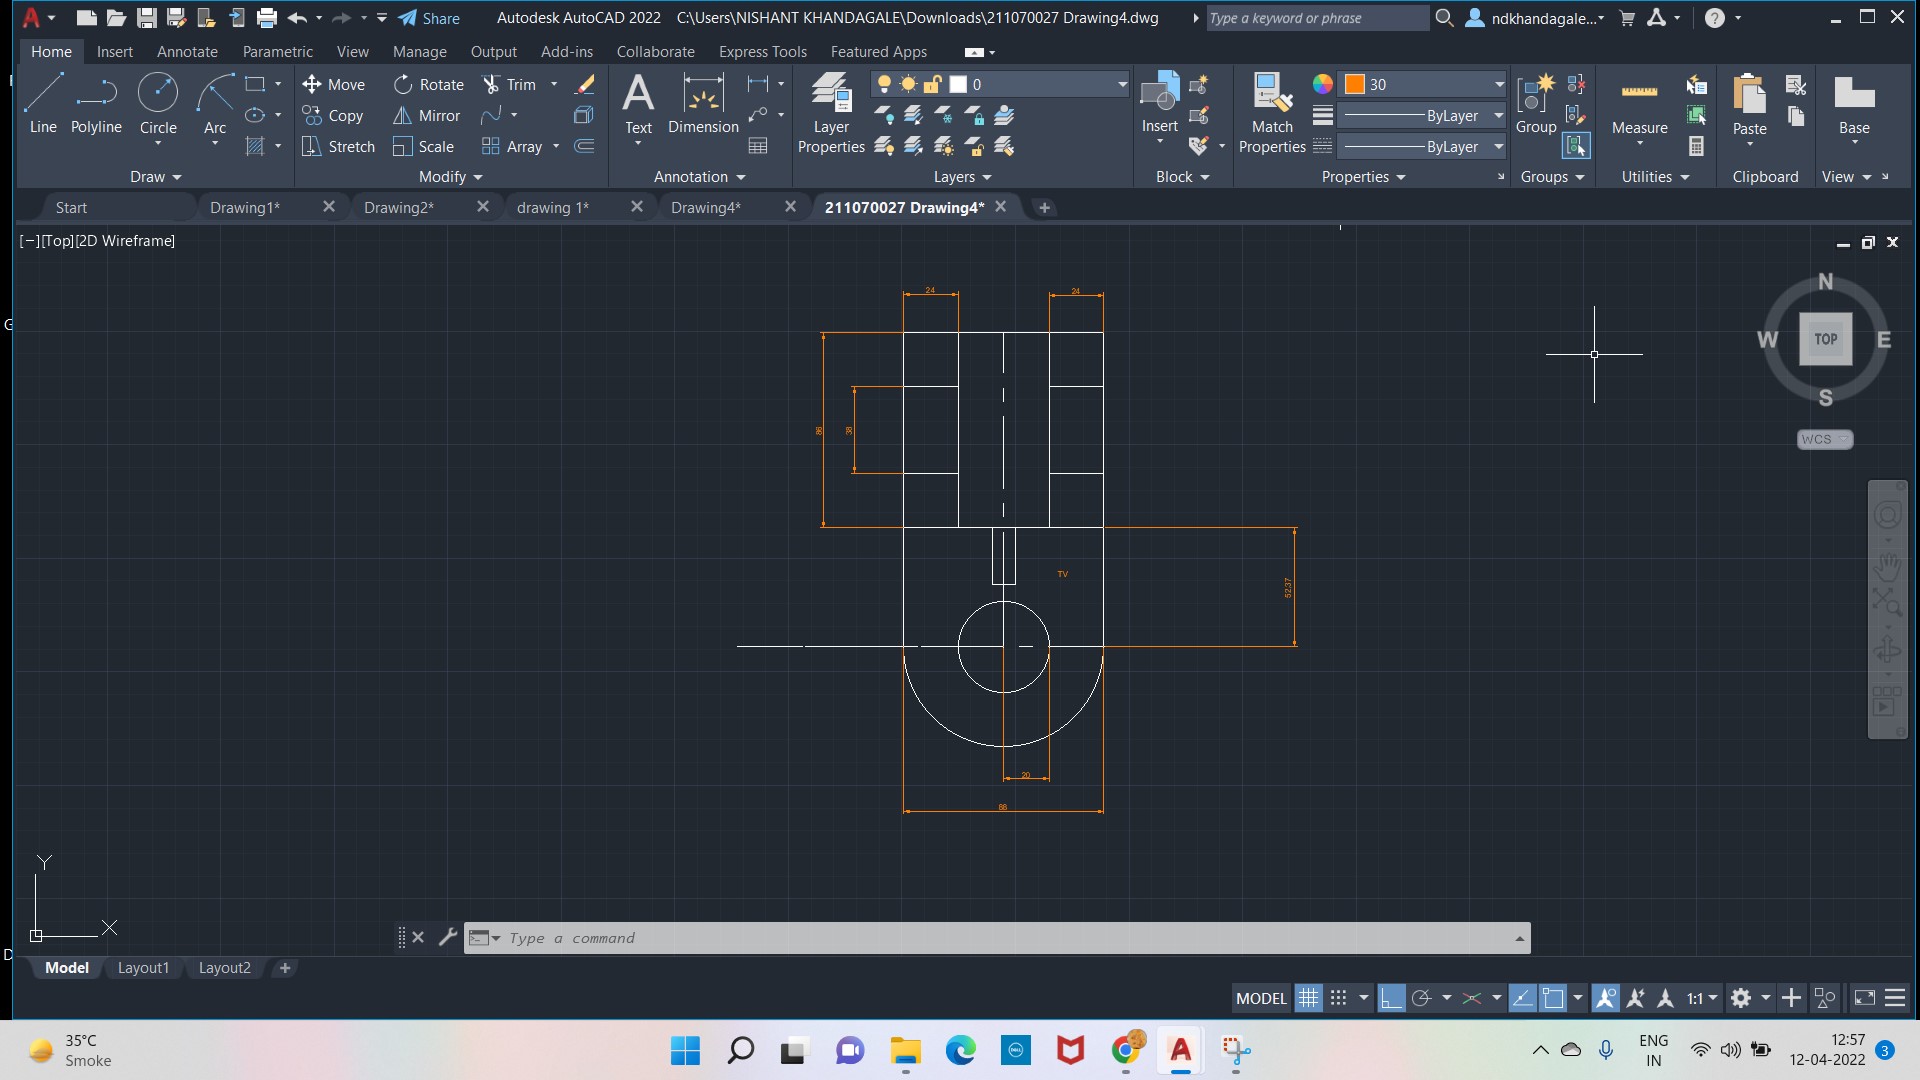 Share
Autodesk AutoCAD 2022 C:\Users\NISHANT KHANDAGALE\Downloads\211070027 Drawing4.dwg
Type a keyword or phrase
ndkhandagale...
Home Insert Annotate Parametric View Manage Output Add-ins Collaborate Express Tools Featured Apps
Line Polyline Circle Arc
Move Rotate Trim
Copy Mirror
Stretch Scale Array
Text Dimension
Layer Properties
0
Insert
Match Properties
30
ByLayer
ByLayer
Group
Measure
Paste
Base
Draw Modify Annotation Layers Block Properties Groups Utilities Clipboard View
Start Drawing1* Drawing2* drawing 1* Drawing4* 211070027 Drawing4*
[−][Top][2D Wireframe]
N
W TOP E
S
WCS
24 24
86 38
TV
52.37
20
88
Y
X
Type a command
Model Layout1 Layout2
MODEL 1:1
35°C
Smoke
DELL
ENG
IN
12:57
12-04-2022
3